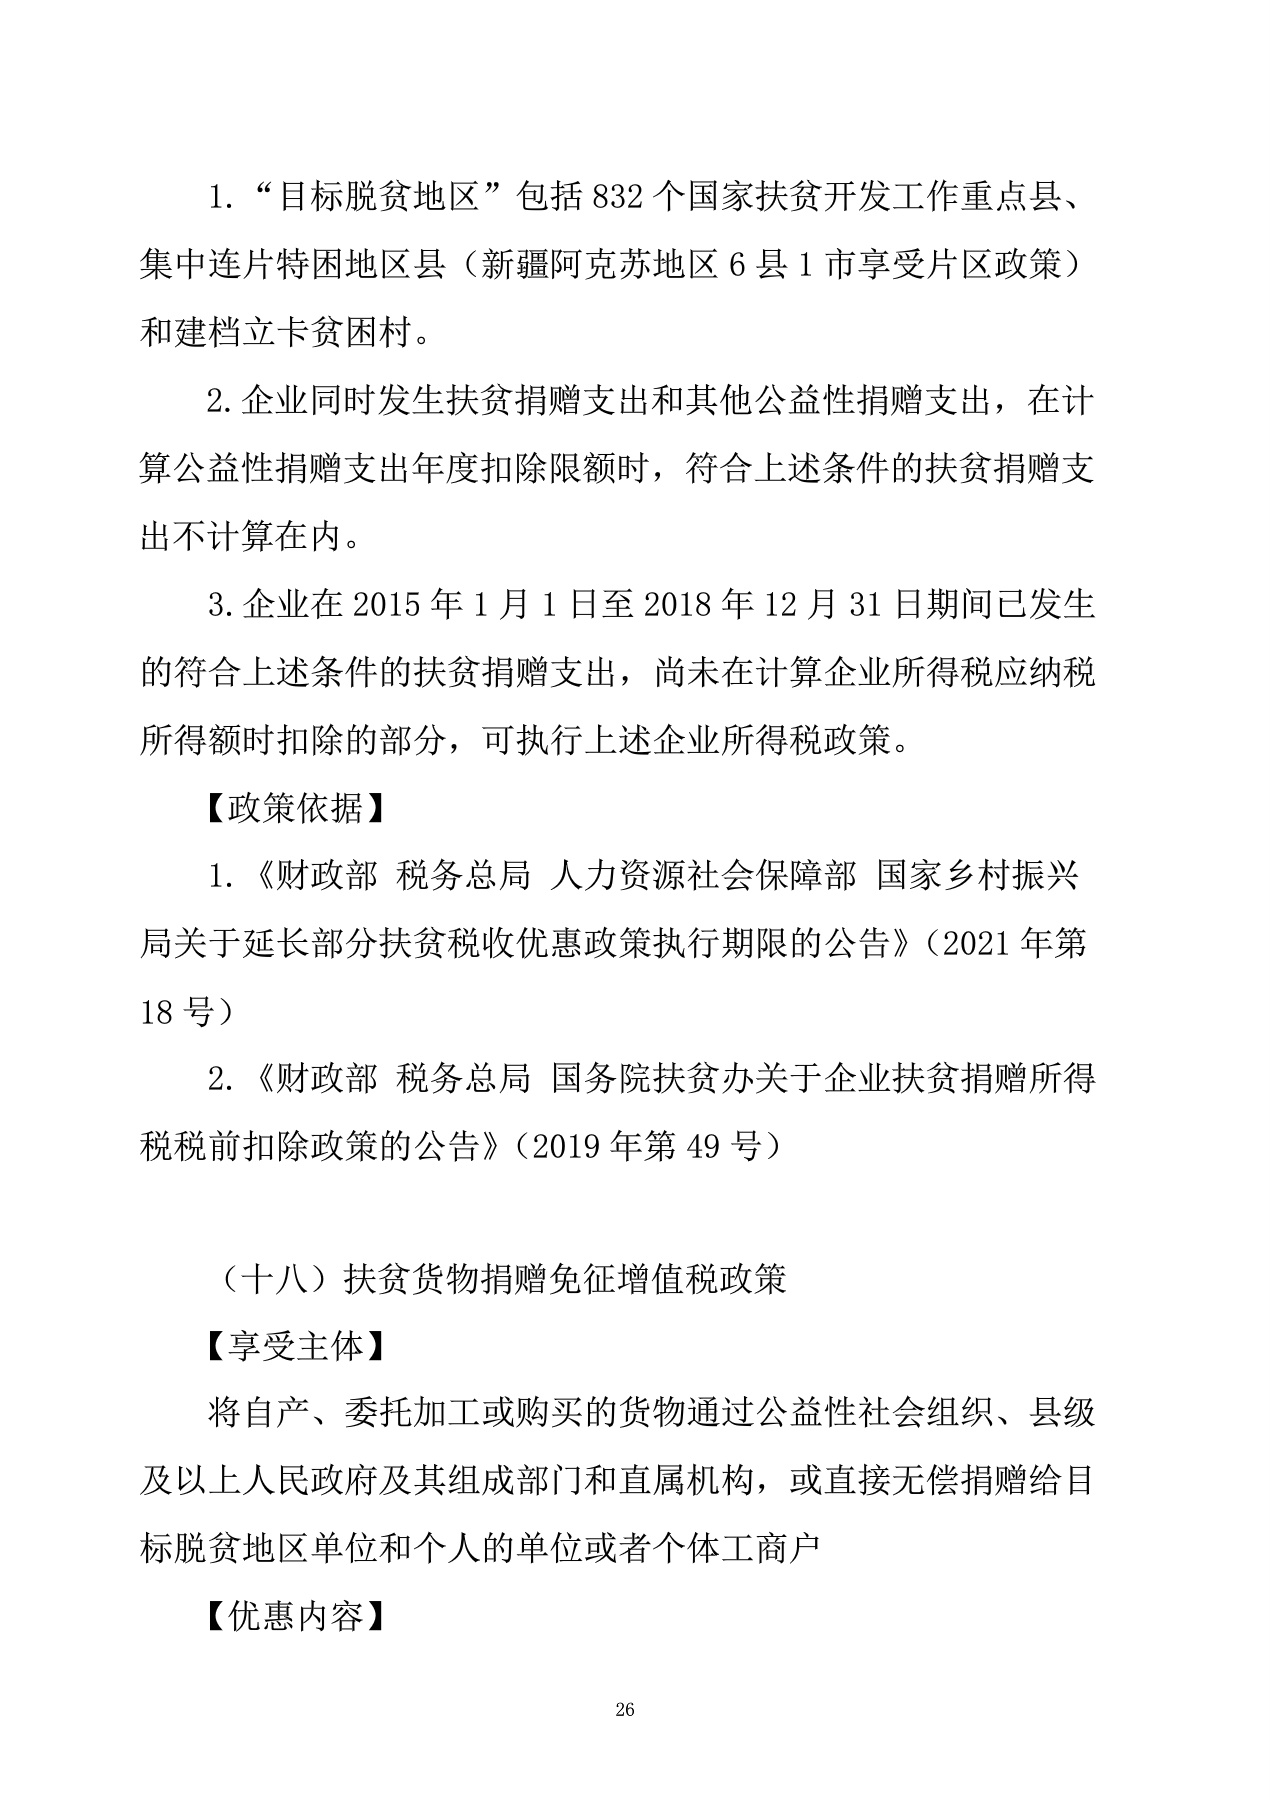 1.“目标脱贫地区”包括 832 个国家扶贫开发工作重点县、
集中连片特困地区县（新疆阿克苏地区 6 县 1 市享受片区政策）
和建档立卡贫困村。
2.企业同时发生扶贫捐赠支出和其他公益性捐赠支出，在计
算公益性捐赠支出年度扣除限额时，符合上述条件的扶贫捐赠支
出不计算在内。
3.企业在 2015 年 1 月 1 日至 2018 年 12 月 31 日期间已发生
的符合上述条件的扶贫捐赠支出，尚未在计算企业所得税应纳税
所得额时扣除的部分，可执行上述企业所得税政策。
【政策依据】
1.《财政部 税务总局 人力资源社会保障部 国家乡村振兴
局关于延长部分扶贫税收优惠政策执行期限的公告》（2021 年第
18 号）
2.《财政部 税务总局 国务院扶贫办关于企业扶贫捐赠所得
税税前扣除政策的公告》（2019 年第 49 号）
（十八）扶贫货物捐赠免征增值税政策
【享受主体】
将自产、委托加工或购买的货物通过公益性社会组织、县级
及以上人民政府及其组成部门和直属机构，或直接无偿捐赠给目
标脱贫地区单位和个人的单位或者个体工商户
【优惠内容】
26